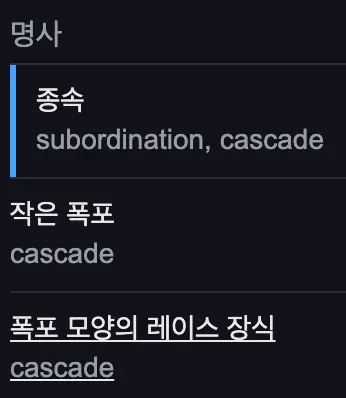 명사
종속
subordination, cascade
작은 폭포
cascade
폭포 모양의 레이스 장식
cascade